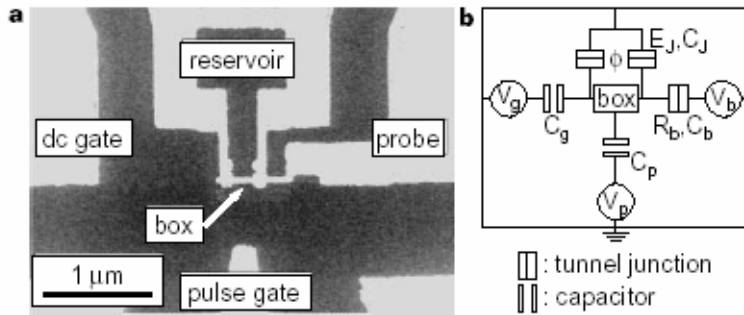 a
reservoir
dc gate
probe
box
1 μm
pulse gate
b
E_J,C_J
ϕ
V_g
box
V_b
C_g
R_b,C_b
C_p
V_p
: tunnel junction
: capacitor